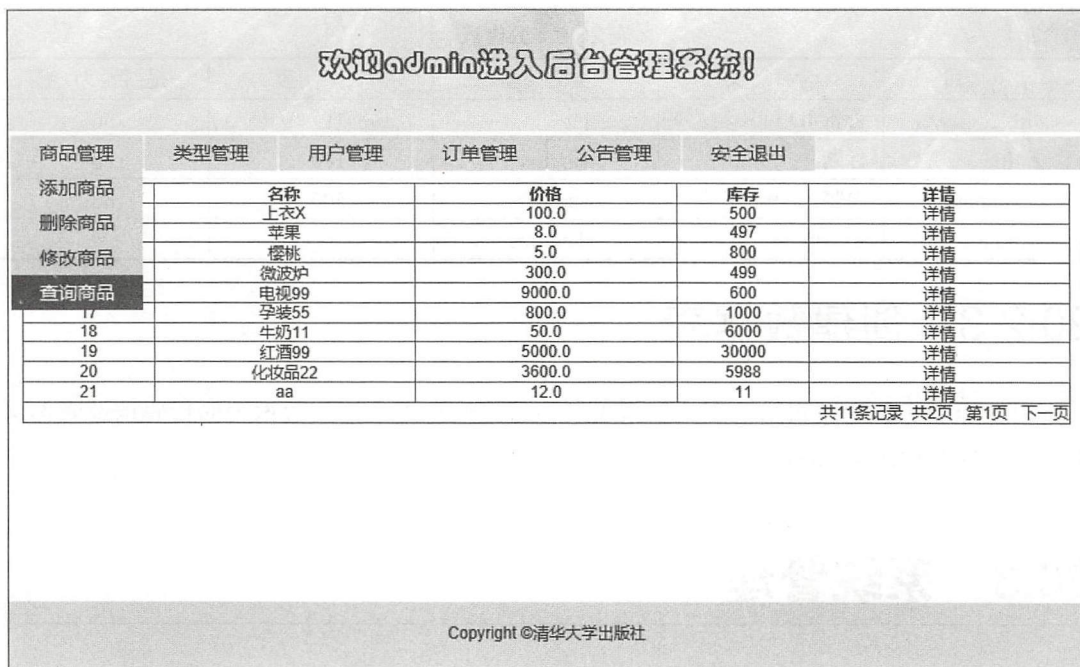 欢迎admin进入后台管理系统!
商品管理 类型管理 用户管理 订单管理 公告管理 安全退出
添加商品
删除商品
修改商品
查询商品
名称 价格 库存 详情
上衣X 100.0 500 详情
苹果 8.0 497 详情
樱桃 5.0 800 详情
微波炉 300.0 499 详情
电视99 9000.0 600 详情
17 孕装55 800.0 1000 详情
18 牛奶11 50.0 6000 详情
19 红酒99 5000.0 30000 详情
20 化妆品22 3600.0 5988 详情
21 aa 12.0 11 详情
共11条记录 共2页 第1页 下一页
Copyright ©清华大学出版社